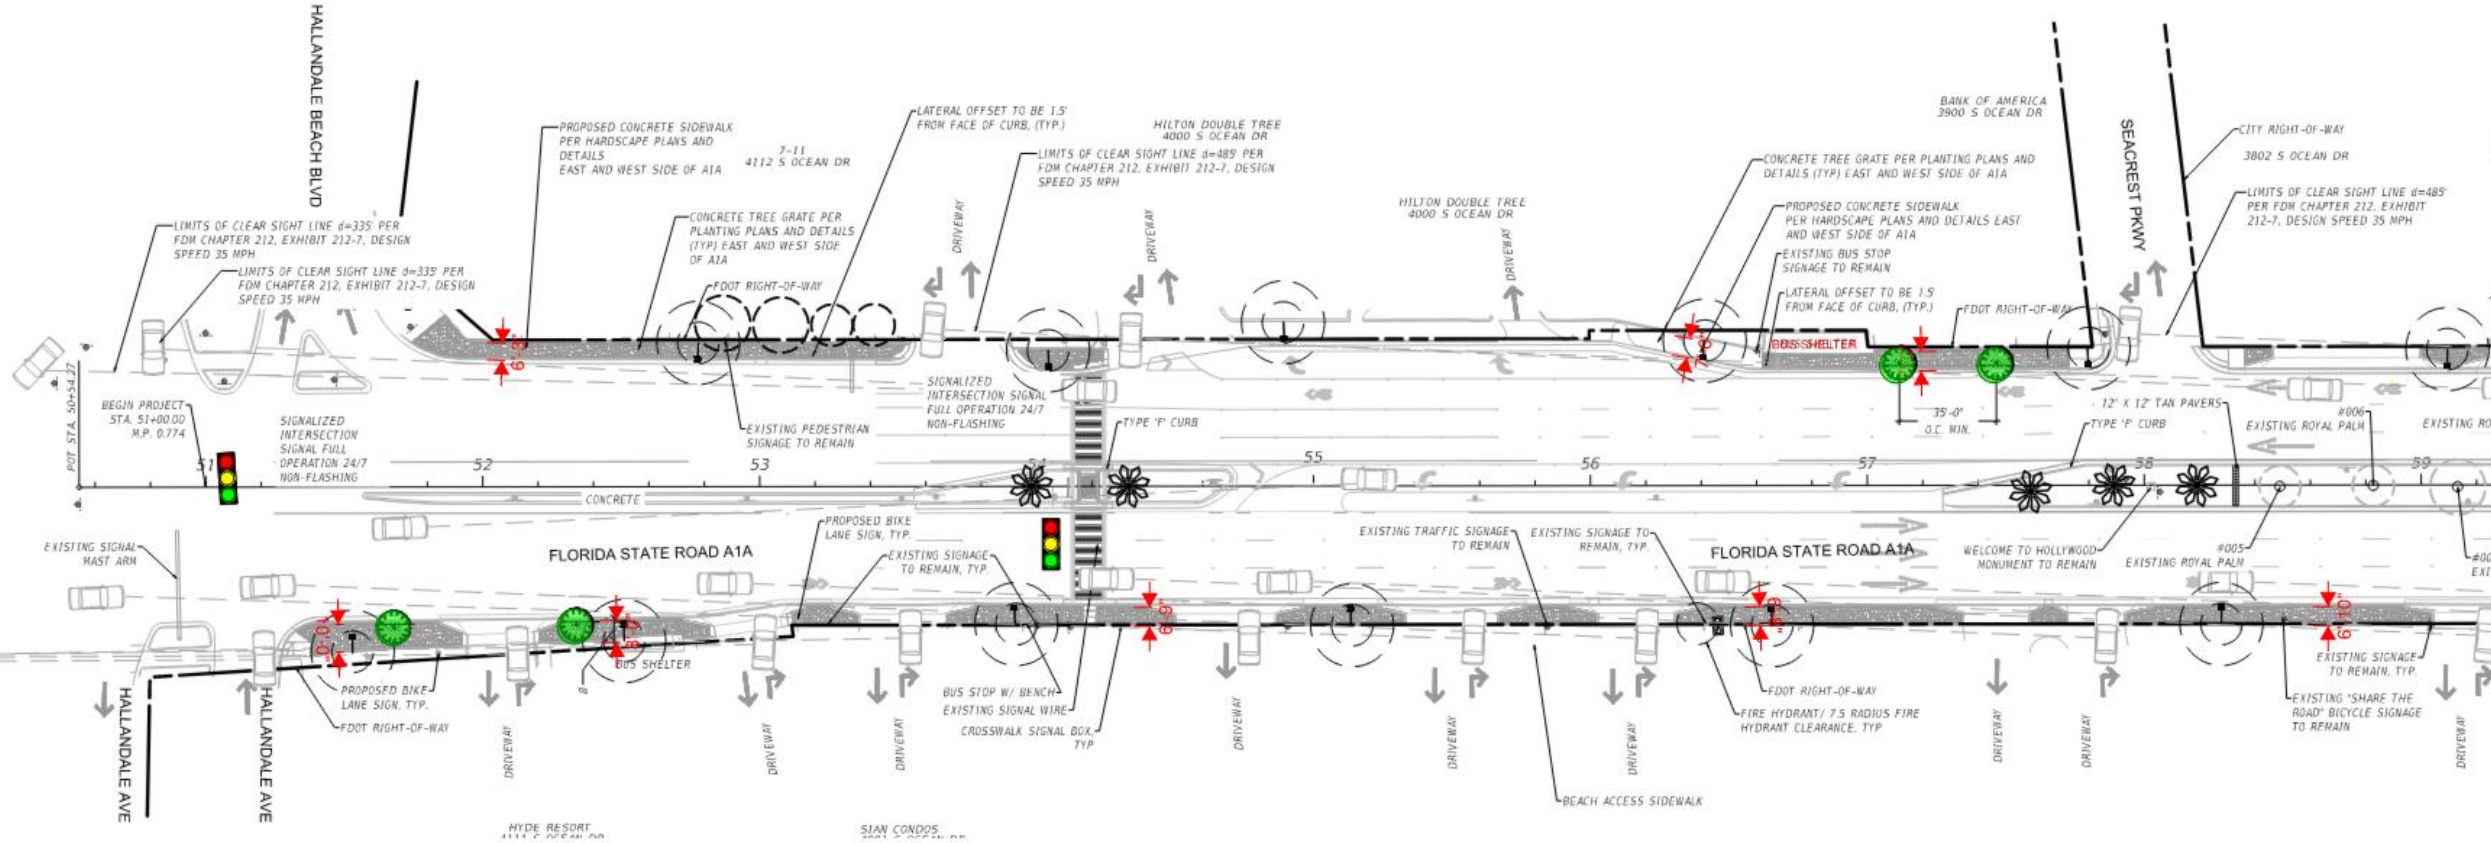 HALLANDALE BEACH BLVD
PROPOSED CONCRETE SIDEWALK
PER HARDSCAPE PLANS AND
DETAILS
EAST AND WEST SIDE OF A1A
7-11
4112 S OCEAN DR
LATERAL OFFSET TO BE 1.5'
FROM FACE OF CURB, (TYP.)
HILTON DOUBLE TREE
4000 S OCEAN DR
LIMITS OF CLEAR SIGHT LINE d=485' PER
FDM CHAPTER 212, EXHIBIT 212-7, DESIGN
SPEED 35 MPH
BANK OF AMERICA
3900 S OCEAN DR
SEACREST PKWY
CITY RIGHT-OF-WAY
3802 S OCEAN DR
CONCRETE TREE GRATE PER PLANTING PLANS AND
DETAILS (TYP) EAST AND WEST SIDE OF A1A
LIMITS OF CLEAR SIGHT LINE d=485'
PER FDM CHAPTER 212, EXHIBIT
212-7, DESIGN SPEED 35 MPH
HILTON DOUBLE TREE
4000 S OCEAN DR
PROPOSED CONCRETE SIDEWALK
PER HARDSCAPE PLANS AND DETAILS EAST
AND WEST SIDE OF A1A
LIMITS OF CLEAR SIGHT LINE d=335' PER
FDM CHAPTER 212, EXHIBIT 212-7, DESIGN
SPEED 35 MPH
CONCRETE TREE GRATE PER
PLANTING PLANS AND DETAILS
(TYP) EAST AND WEST SIDE
OF A1A
DRIVEWAY
DRIVEWAY
DRIVEWAY
EXISTING BUS STOP
SIGNAGE TO REMAIN
LIMITS OF CLEAR SIGHT LINE d=335' PER
FDM CHAPTER 212, EXHIBIT 212-7, DESIGN
SPEED 35 MPH
FDOT RIGHT-OF-WAY
LATERAL OFFSET TO BE 1.5'
FROM FACE OF CURB, (TYP.)
FDOT RIGHT-OF-WAY
BUS SHELTER
POT STA. 50+54.27
BEGIN PROJECT
STA. 51+00.00
M.P. 0.774
SIGNALIZED
INTERSECTION
SIGNAL FULL
OPERATION 24/7
NON-FLASHING
SIGNALIZED
INTERSECTION SIGNAL
FULL OPERATION 24/7
NON-FLASHING
EXISTING PEDESTRIAN
SIGNAGE TO REMAIN
TYPE 'F' CURB
35'-0"
O.C. MIN.
12" X 12" TAN PAVERS
TYPE 'F' CURB
#006
EXISTING ROYAL PALM
EXISTING RO
51
52
53
54
55
56
57
58
59
CONCRETE
EXISTING SIGNAL
MAST ARM
FLORIDA STATE ROAD A1A
PROPOSED BIKE
LANE SIGN, TYP.
EXISTING SIGNAGE
TO REMAIN, TYP.
EXISTING TRAFFIC SIGNAGE
TO REMAIN
EXISTING SIGNAGE TO
REMAIN, TYP.
FLORIDA STATE ROAD A1A
WELCOME TO HOLLYWOOD
MONUMENT TO REMAIN
#005
EXISTING ROYAL PALM
#00
EXI
6'-10"
BUS SHELTER
PROPOSED BIKE
LANE SIGN, TYP.
FDOT RIGHT-OF-WAY
HALLANDALE AVE
HALLANDALE AVE
DRIVEWAY
DRIVEWAY
DRIVEWAY
BUS STOP W/ BENCH
EXISTING SIGNAL WIRE
CROSSWALK SIGNAL BOX,
TYP
DRIVEWAY
DRIVEWAY
DRIVEWAY
FDOT RIGHT-OF-WAY
FIRE HYDRANT/ 7.5 RADIUS FIRE
HYDRANT CLEARANCE, TYP
DRIVEWAY
DRIVEWAY
EXISTING SIGNAGE
TO REMAIN, TYP.
EXISTING "SHARE THE
ROAD" BICYCLE SIGNAGE
TO REMAIN
DRIVEWAY
BEACH ACCESS SIDEWALK
HYDE RESORT
4111 S OCEAN DR
SIAN CONDOS